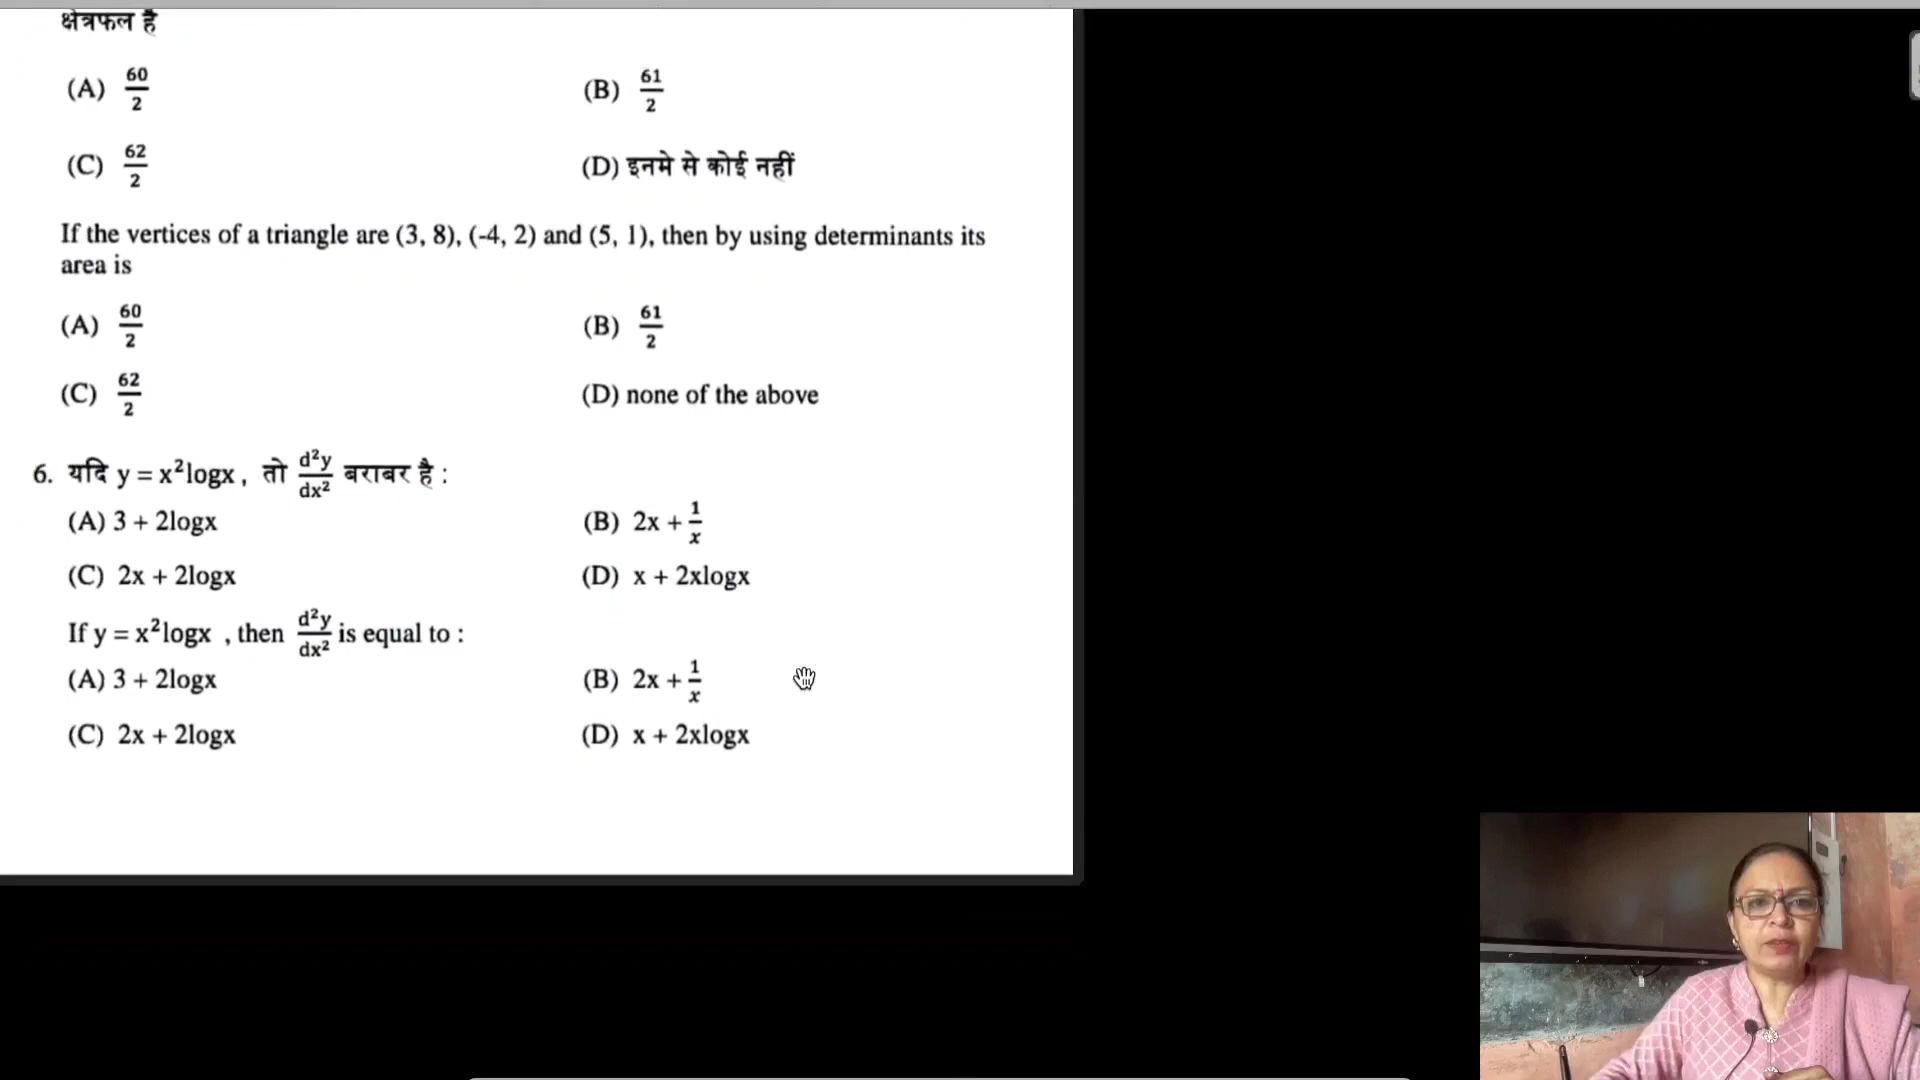 क्षेत्रफल है
(A) 60/2 (B) 61/2
(C) 62/2 (D) इनमे से कोई नहीं
If the vertices of a triangle are (3, 8), (-4, 2) and (5, 1), then by using determinants its
area is
(A) 60/2 (B) 61/2
(C) 62/2 (D) none of the above
6. यदि y = x²logx , तो d²y/dx² बराबर है :
(A) 3 + 2logx (B) 2x + 1/x
(C) 2x + 2logx (D) x + 2xlogx
If y = x²logx , then d²y/dx² is equal to :
(A) 3 + 2logx (B) 2x + 1/x
(C) 2x + 2logx (D) x + 2xlogx